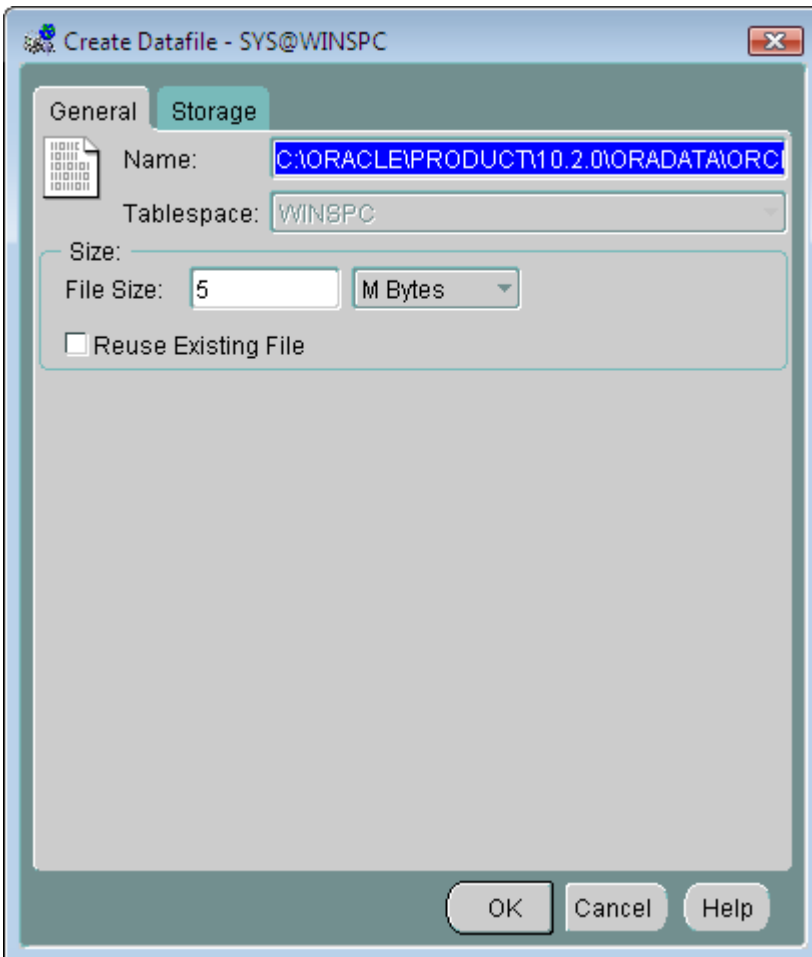 Create Datafile - SYS@WINSPC
General Storage
Name: C:\ORACLE\PRODUCT\10.2.0\ORADATA\ORCL
Tablespace: WINSPC
Size:
File Size: 5 M Bytes
Reuse Existing File
OK Cancel Help